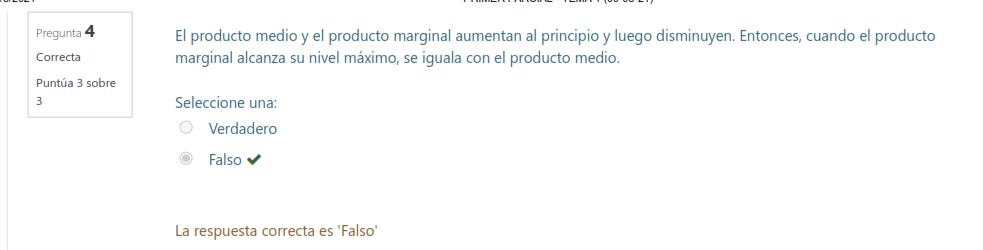 Pregunta 4
Correcta
Puntúa 3 sobre
3
El producto medio y el producto marginal aumentan al principio y luego disminuyen. Entonces, cuando el producto
marginal alcanza su nivel máximo, se iguala con el producto medio.
Seleccione una:
Verdadero
Falso
La respuesta correcta es 'Falso'